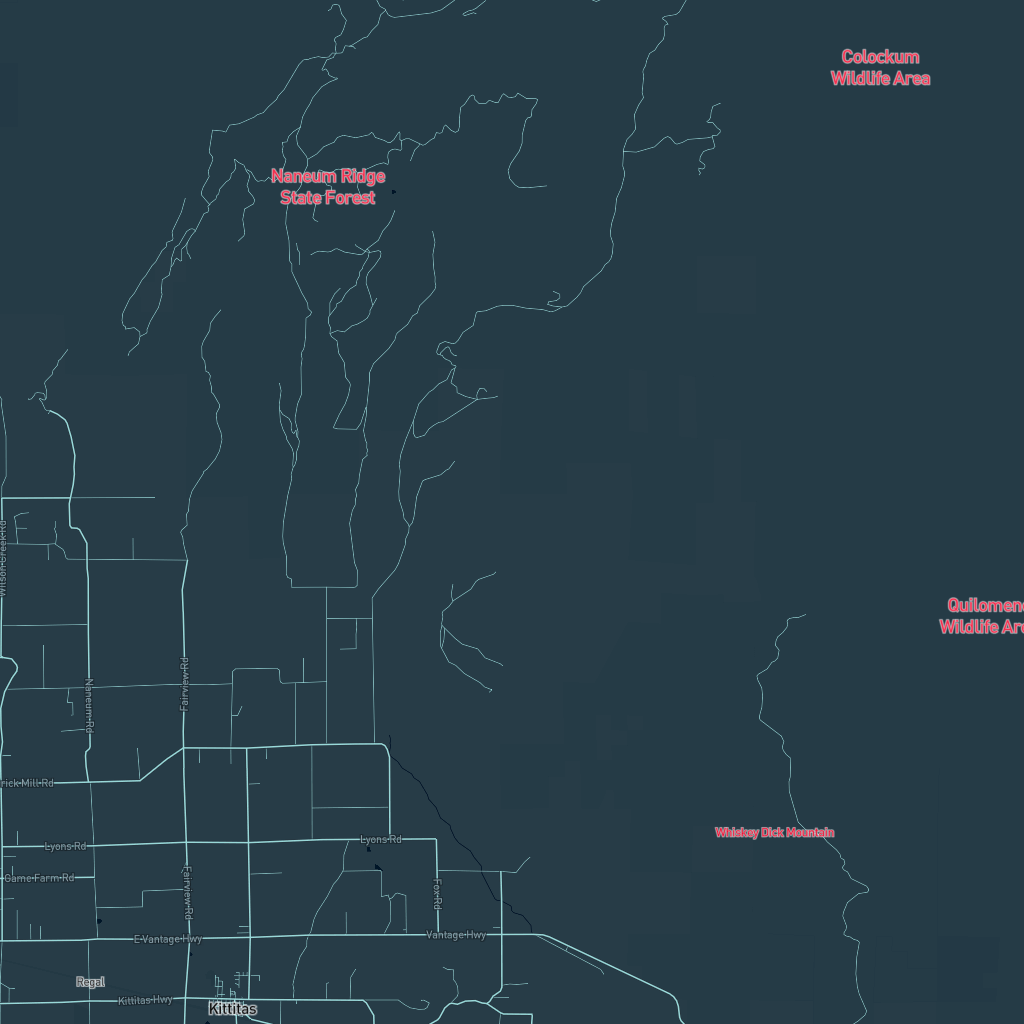 Colockum
Wildlife Area
Naneum Ridge
State Forest
Wilson Creek Rd
Quilomene
Wildlife Are
Fairview Rd
Naneum Rd
rick Mill Rd
Whiskey Dick Mountain
Lyons Rd
Lyons Rd
Game Farm Rd
Fairview Rd
Fox Rd
E Vantage Hwy
Vantage Hwy
Regal
Kittitas Hwy
Kittitas